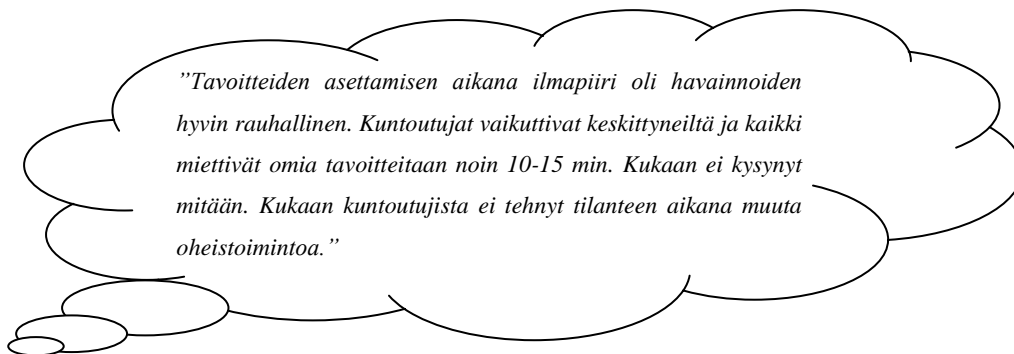 ”Tavoitteiden asettamisen aikana ilmapiiri oli havainnoiden
hyvin rauhallinen. Kuntoutujat vaikuttivat keskittyneiltä ja kaikki
miettivät omia tavoitteitaan noin 10-15 min. Kukaan ei kysynyt
mitään. Kukaan kuntoutujista ei tehnyt tilanteen aikana muuta
oheistoimintoa.”